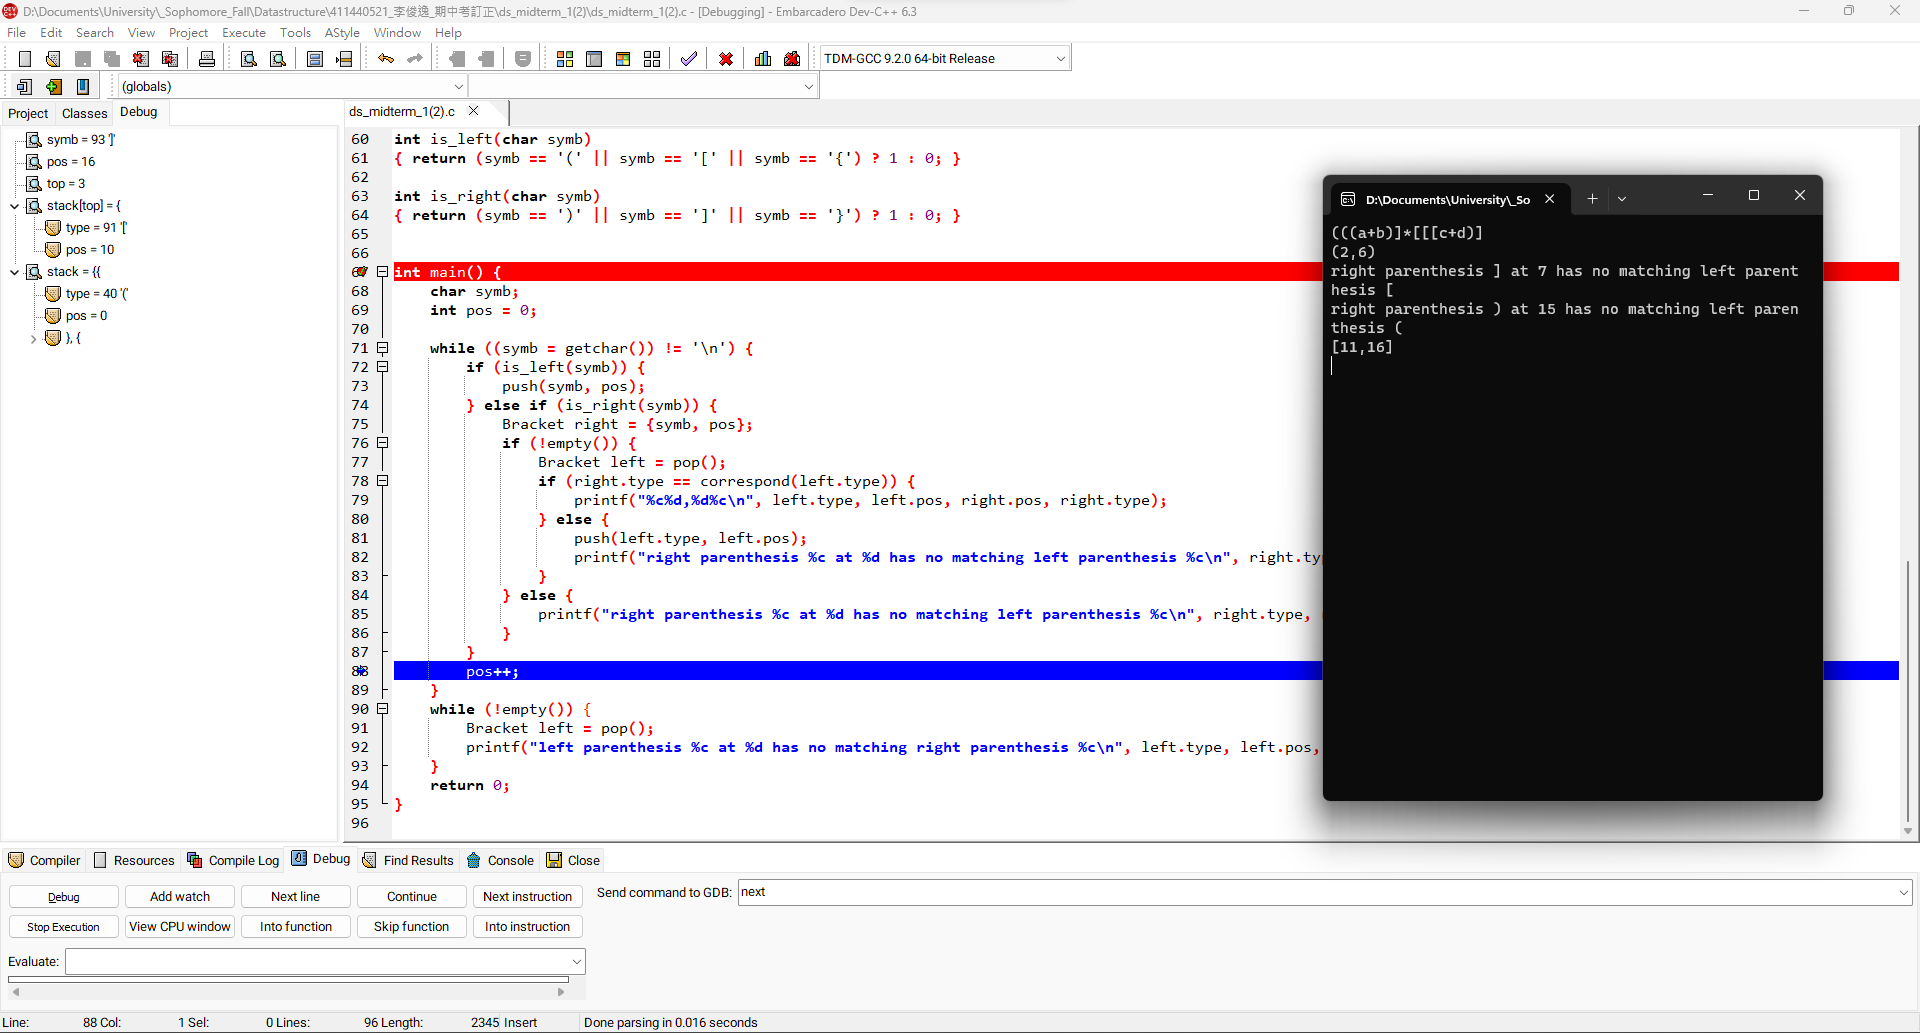 D:\Documents\University\_Sophomore_Fall\Datastructure\411440521_李俊逸_期中考訂正\ds_midterm_1(2)\ds_midterm_1(2).c - [Debugging] - Embarcadero Dev-C++ 6.3
File Edit Search View Project Execute Tools AStyle Window Help
TDM-GCC 9.2.0 64-bit Release
(globals)
Project Classes Debug
ds_midterm_1(2).c
symb = 93 ']'
pos = 16
top = 3
stack[top] = {
type = 91 '['
pos = 10
stack = {{
type = 40 '('
pos = 0
}, {
60 int is_left(char symb)
61 { return (symb == '(' || symb == '[' || symb == '{') ? 1 : 0; }
62
63 int is_right(char symb)
64 { return (symb == ')' || symb == ']' || symb == '}') ? 1 : 0; }
65
66
int main() {
68 char symb;
69 int pos = 0;
70
71 while ((symb = getchar()) != '\n') {
72 if (is_left(symb)) {
73 push(symb, pos);
74 } else if (is_right(symb)) {
75 Bracket right = {symb, pos};
76 if (!empty()) {
77 Bracket left = pop();
78 if (right.type == correspond(left.type)) {
79 printf("%c%d,%d%c\n", left.type, left.pos, right.pos, right.type);
80 } else {
81 push(left.type, left.pos);
82 printf("right parenthesis %c at %d has no matching left parenthesis %c\n", right.ty
83 }
84 } else {
85 printf("right parenthesis %c at %d has no matching left parenthesis %c\n", right.type,
86 }
87 }
88 pos++;
89 }
90 while (!empty()) {
91 Bracket left = pop();
92 printf("left parenthesis %c at %d has no matching right parenthesis %c\n", left.type, left.pos,
93 }
94 return 0;
95 }
96
D:\Documents\University\_So
(((a+b)]*[[[c+d)]]
(2,6)
right parenthesis ] at 7 has no matching left parent
hesis [
right parenthesis ) at 15 has no matching left paren
thesis (
[11,16]
Compiler Resources Compile Log Debug Find Results Console Close
Debug Add watch Next line Continue Next instruction Send command to GDB: next
Stop Execution View CPU window Into function Skip function Into instruction
Evaluate:
Line: 88 Col: 1 Sel: 0 Lines: 96 Length: 2345 Insert Done parsing in 0.016 seconds